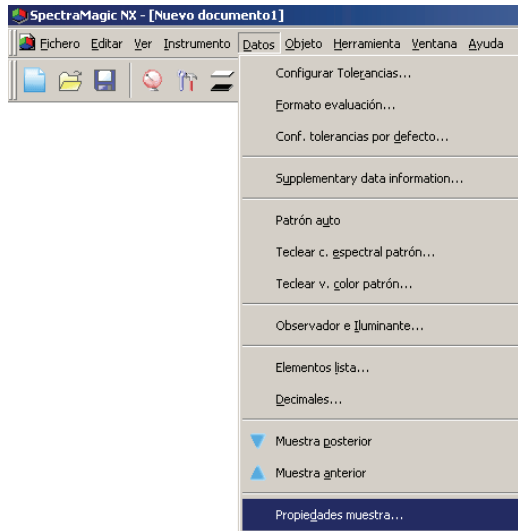 SpectraMagic NX - [Nuevo documento1]
Fichero Editar Ver Instrumento Datos Objeto Herramienta Ventana Ayuda
Configurar Tolerancias...
Formato evaluación...
Conf. tolerancias por defecto...
Supplementary data information...
Patrón auto
Teclear c. espectral patrón...
Teclear v. color patrón...
Observador e Iluminante...
Elementos lista...
Decimales...
Muestra posterior
Muestra anterior
Propiedades muestra...